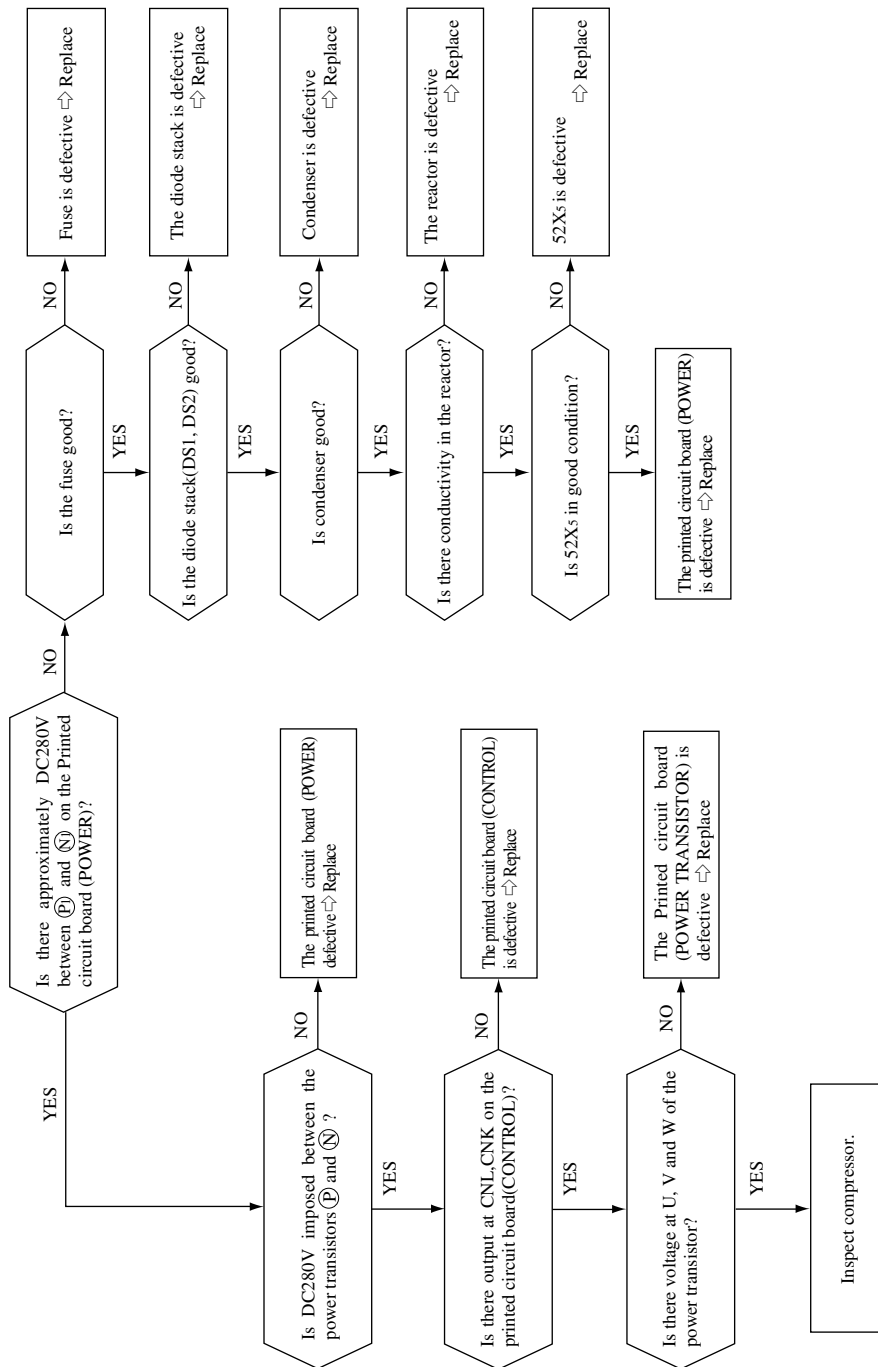 Is there approximately DC280V
between Ⓟ and Ⓝ on the Printed
circuit board (POWER)?
NO
YES
Is the fuse good?
NO
Fuse is defective ⇨ Replace
YES
Is the diode stack(DS1, DS2) good?
NO
The diode stack is defective
⇨ Replace
YES
Is condenser good?
NO
Condenser is defective
⇨ Replace
YES
Is there conductivity in the reactor?
NO
The reactor is defective
⇨ Replace
YES
Is 52X5 in good condition?
NO
52X5 is defective
⇨ Replace
YES
The printed circuit board (POWER)
is defective ⇨ Replace
Is DC280V imposed between the
power transistors Ⓟ and Ⓝ ?
NO
The printed circuit board (POWER)
defective ⇨ Replace
YES
Is there output at CNL,CNK on the
printed circuit board(CONTROL)?
NO
The printed circuit board (CONTROL)
is defective ⇨ Replace
YES
Is there voltage at U, V and W of the
power transistor?
NO
The Printed circuit board
(POWER TRANSISTOR) is
defective ⇨ Replace
YES
Inspect compressor.